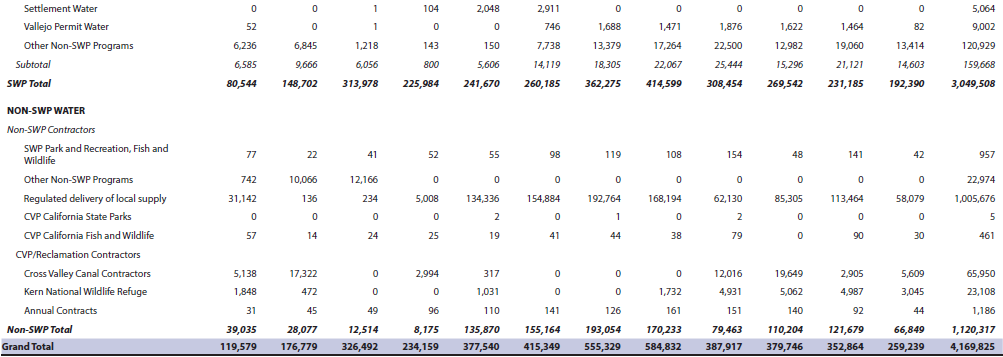 Settlement Water 0 0 1 104 2,048 2,911 0 0 0 0 0 0 5,064
Vallejo Permit Water 52 0 1 0 0 746 1,688 1,471 1,876 1,622 1,464 82 9,002
Other Non-SWP Programs 6,236 6,845 1,218 143 150 7,738 13,379 17,264 22,500 12,982 19,060 13,414 120,929
Subtotal 6,585 9,666 6,056 800 5,606 14,119 18,305 22,067 25,444 15,296 21,121 14,603 159,668
SWP Total 80,544 148,702 313,978 225,984 241,670 260,185 362,275 414,599 308,454 269,542 231,185 192,390 3,049,508
NON-SWP WATER
Non-SWP Contractors
SWP Park and Recreation, Fish and
Wildlife 77 22 41 52 55 98 119 108 154 48 141 42 957
Other Non-SWP Programs 742 10,066 12,166 0 0 0 0 0 0 0 0 0 22,974
Regulated delivery of local supply 31,142 136 234 5,008 134,336 154,884 192,764 168,194 62,130 85,305 113,464 58,079 1,005,676
CVP California State Parks 0 0 0 0 2 0 1 0 2 0 0 0 5
CVP California Fish and Wildlife 57 14 24 25 19 41 44 38 79 0 90 30 461
CVP/Reclamation Contractors
Cross Valley Canal Contractors 5,138 17,322 0 2,994 317 0 0 0 12,016 19,649 2,905 5,609 65,950
Kern National Wildlife Refuge 1,848 472 0 0 1,031 0 0 1,732 4,931 5,062 4,987 3,045 23,108
Annual Contracts 31 45 49 96 110 141 126 161 151 140 92 44 1,186
Non-SWP Total 39,035 28,077 12,514 8,175 135,870 155,164 193,054 170,233 79,463 110,204 121,679 66,849 1,120,317
Grand Total 119,579 176,779 326,492 234,159 377,540 415,349 555,329 584,832 387,917 379,746 352,864 259,239 4,169,825